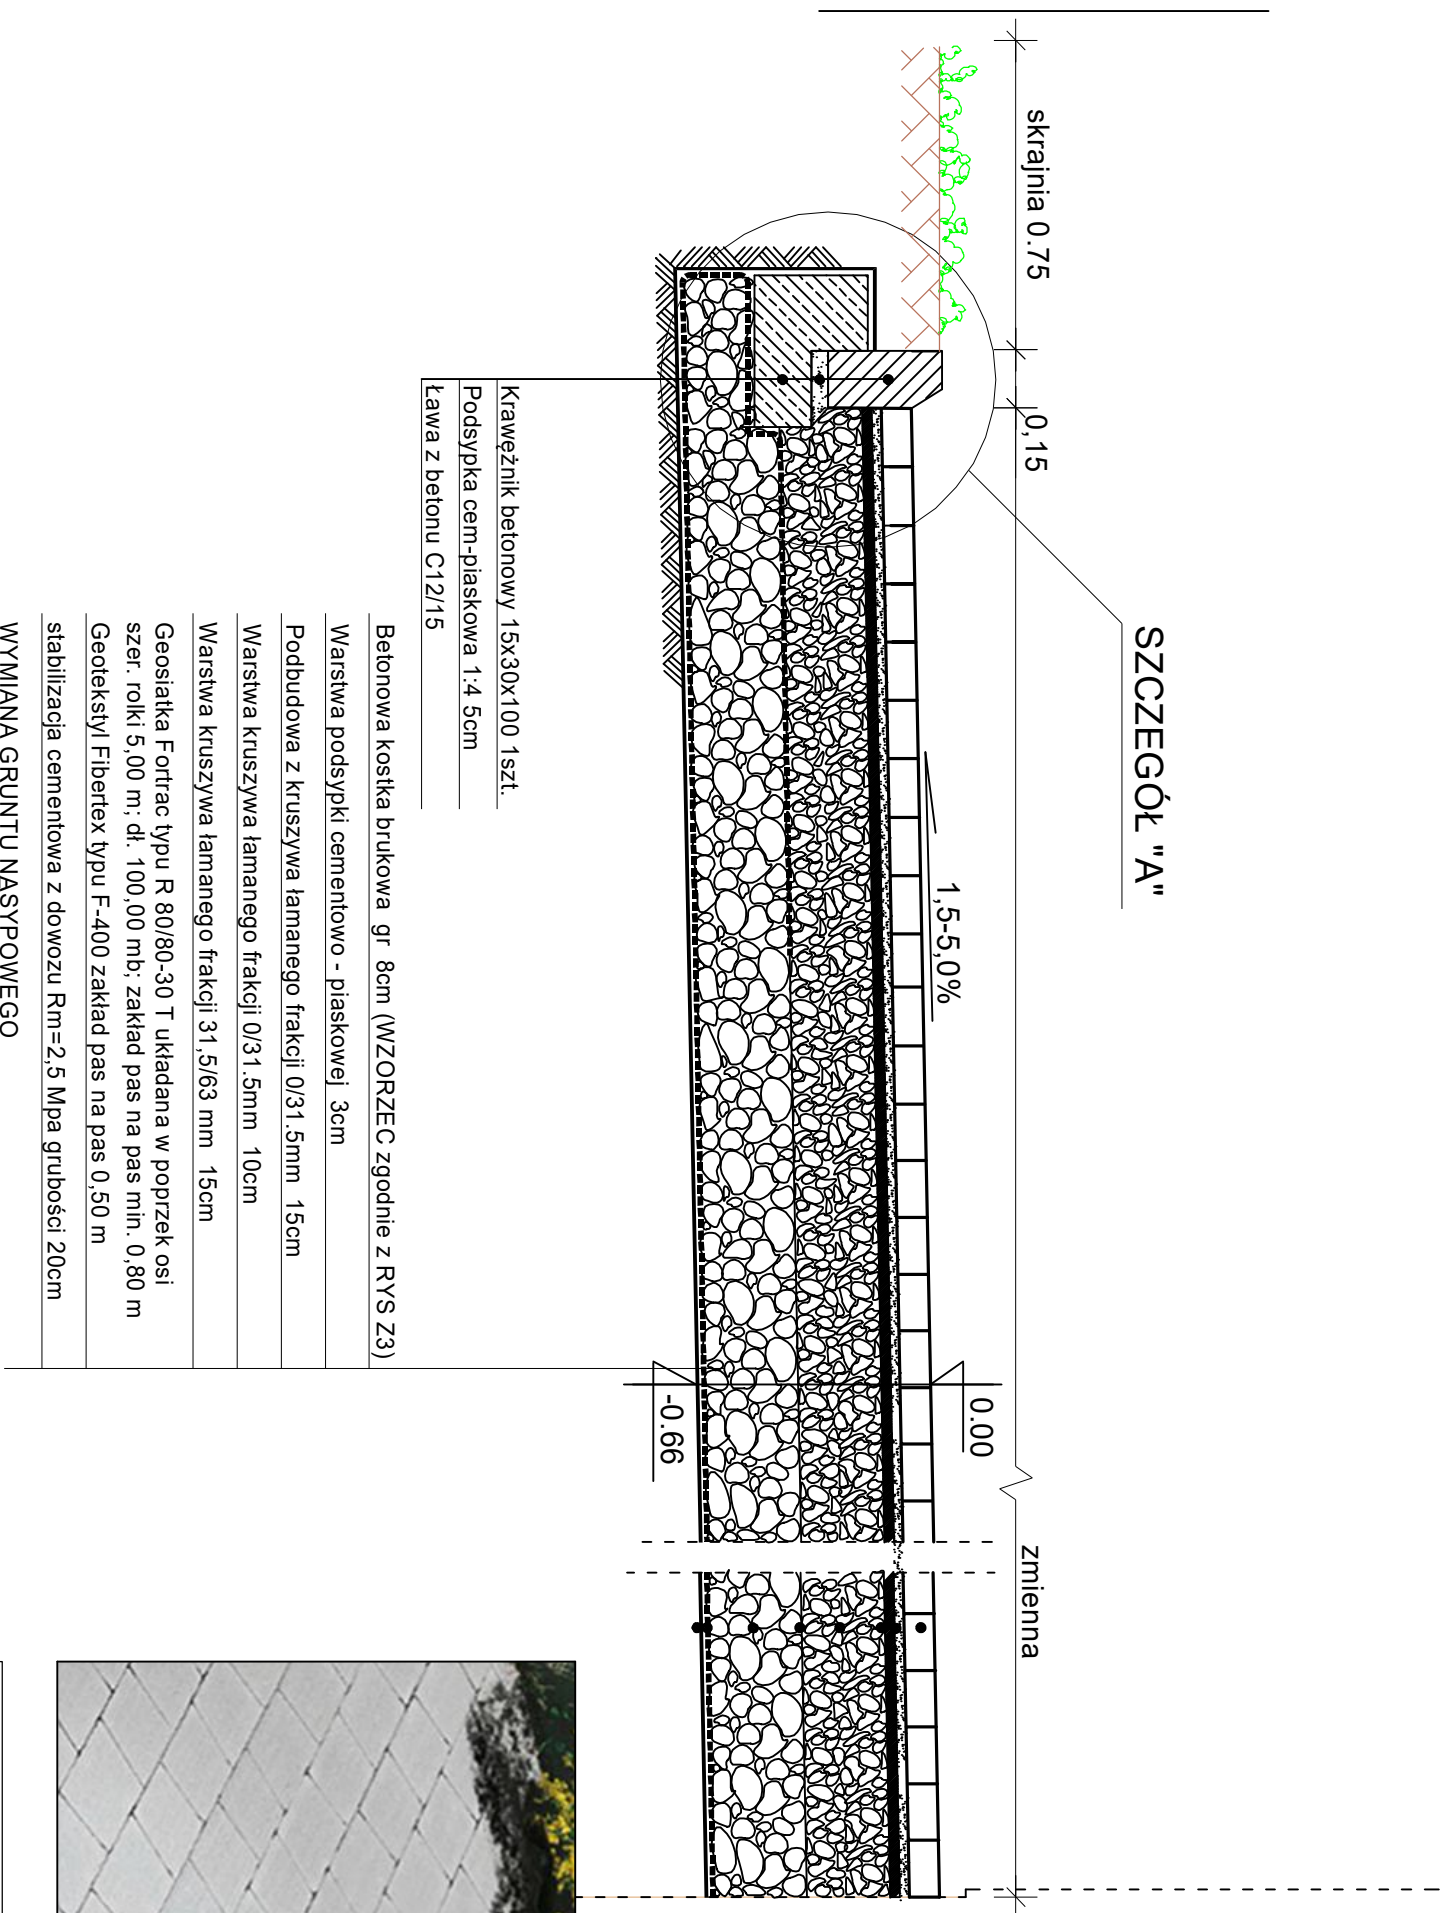 SZCZEGÓŁ "A"
skrajnia 0.75
0,15
zmienna
1,5-5,0%
0.00
-0.66
Krawężnik betonowy 15x30x100 1szt.
Podsypka cem-piaskowa 1:4 5cm
Ława z betonu C12/15
Betonowa kostka brukowa gr 8cm (WZORZEC zgodnie z RYS Z3)
Warstwa podsypki cementowo - piaskowej 3cm
Podbudowa z kruszywa łamanego frakcji 0/31.5mm 15cm
Warstwa kruszywa łamanego frakcji 0/31.5mm 10cm
Warstwa kruszywa łamanego frakcji 31,5/63 mm 15cm
Geosiatka Fortrac typu R 80/80-30 T układana w poprzek osi
szer. rolki 5,00 m; dł. 100,00 mb; zakład pas na pas min. 0,80 m
Geotekstyl Fibertex typu F-400 zakład pas na pas 0,50 m
stabilizacja cementowa z dowozu Rm=2,5 Mpa grubości 20cm
WYMIANA GRUNTU NASYPOWEGO